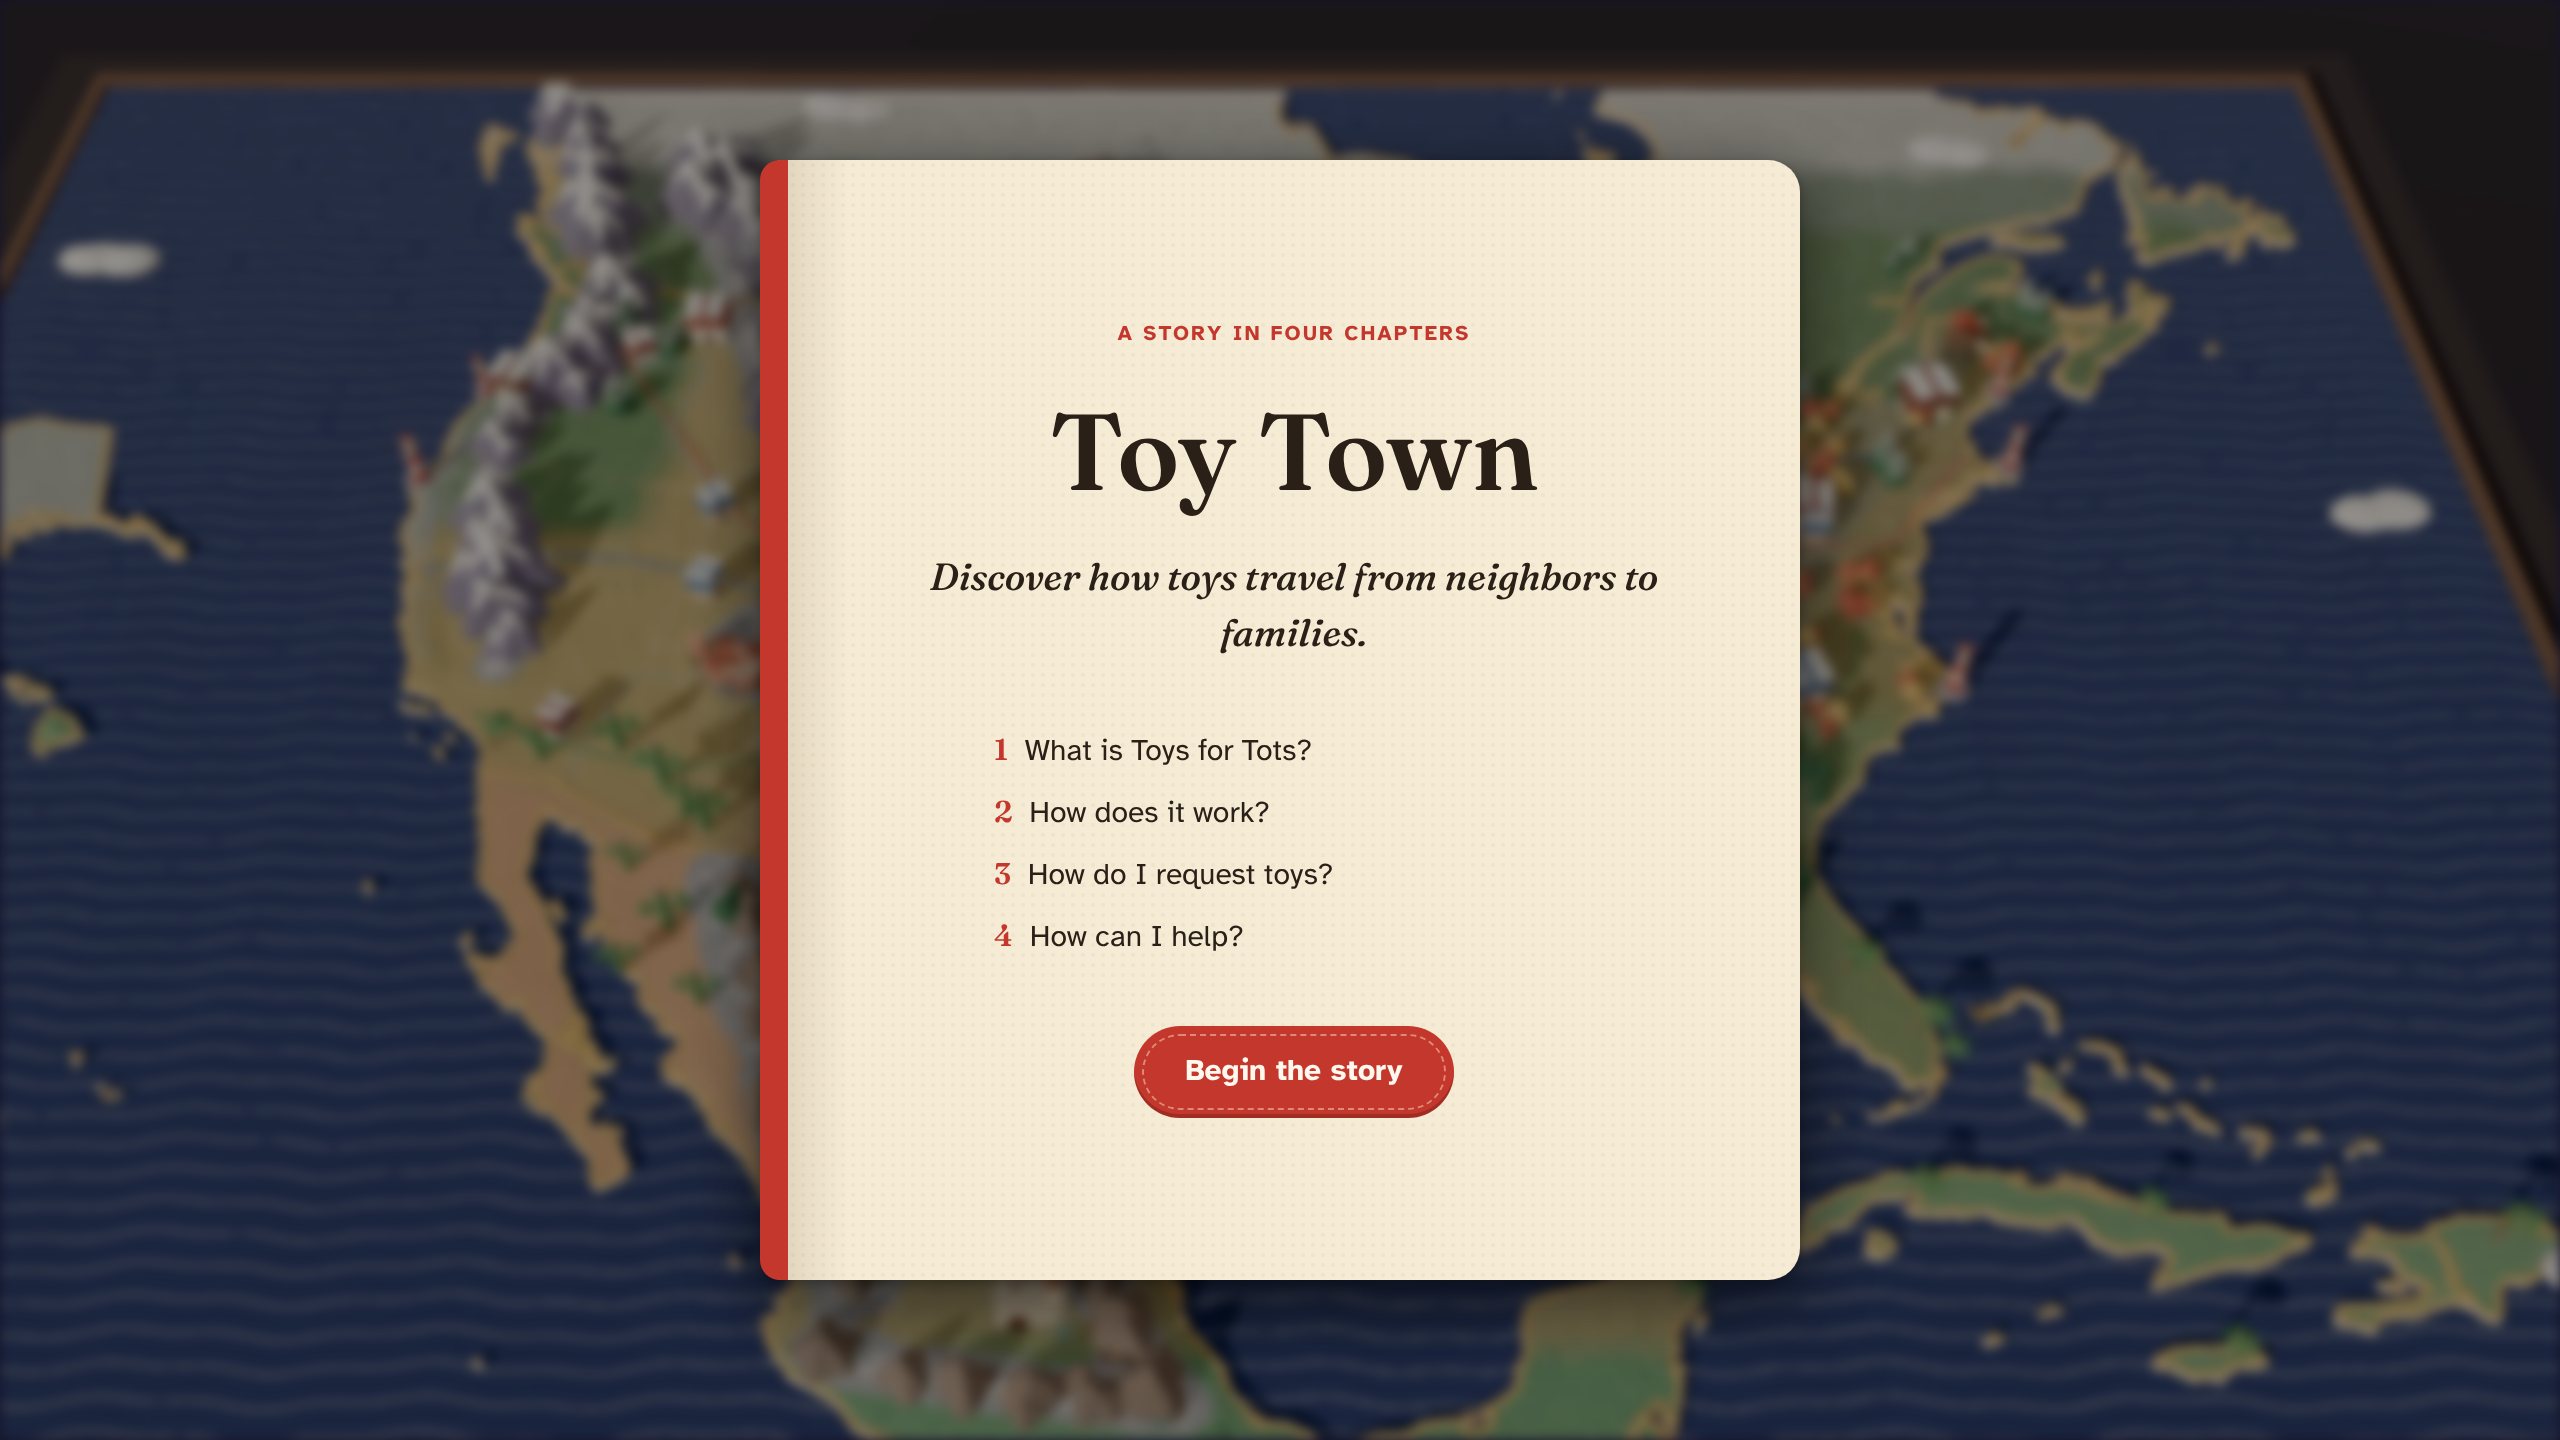 A STORY IN FOUR CHAPTERS
Toy Town
Discover how toys travel from neighbors to
families.
1 What is Toys for Tots?
2 How does it work?
3 How do I request toys?
4 How can I help?
Begin the story